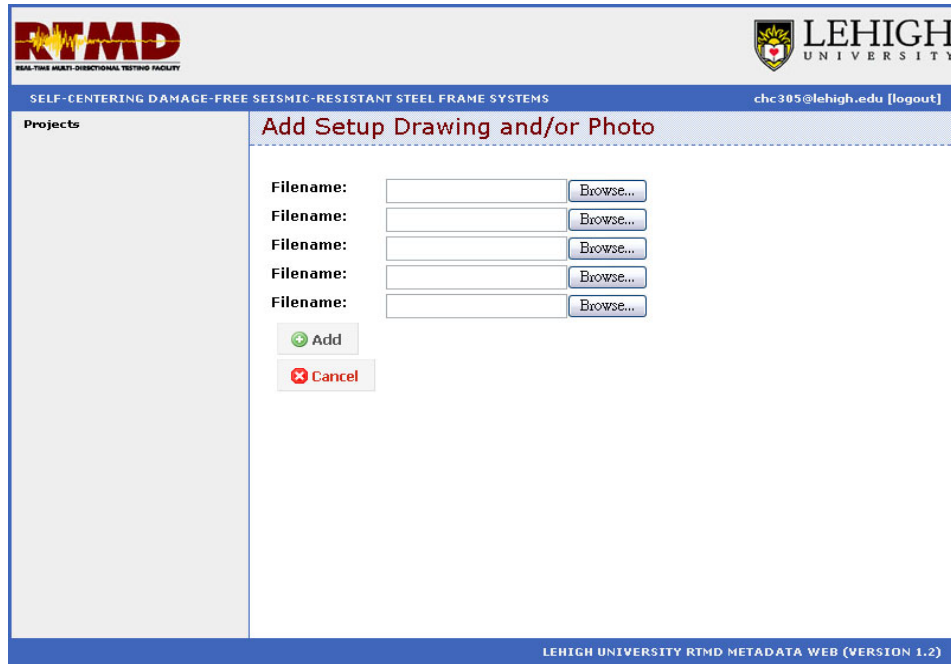 RTMD
REAL-TIME MULTI-DIRECTIONAL TESTING FACILITY
LEHIGH
UNIVERSITY
SELF-CENTERING DAMAGE-FREE SEISMIC-RESISTANT STEEL FRAME SYSTEMS
chc305@lehigh.edu [logout]
Projects
Add Setup Drawing and/or Photo
Filename: Browse...
Filename: Browse...
Filename: Browse...
Filename: Browse...
Filename: Browse...
Add
Cancel
LEHIGH UNIVERSITY RTMD METADATA WEB (VERSION 1.2)